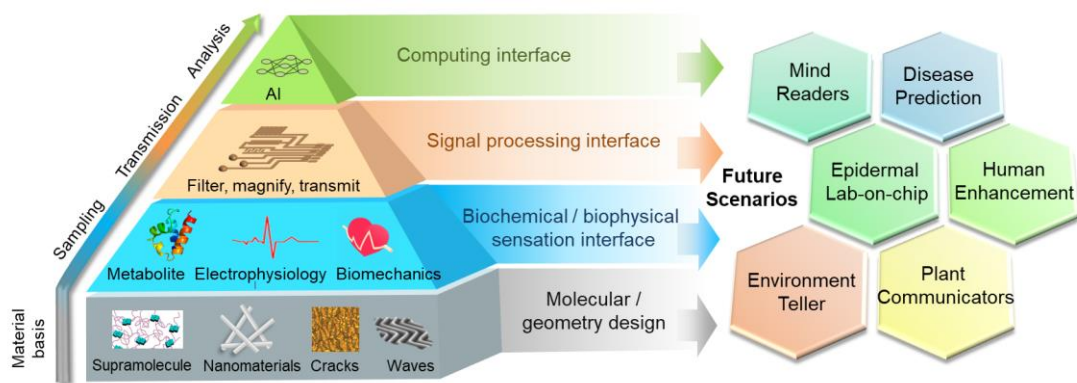 Analysis
Transmission
Sampling
Material
basis
AI
Computing interface
Filter, magnify, transmit
Signal processing interface
Metabolite Electrophysiology Biomechanics
Biochemical / biophysical
sensation interface
Supramolecule Nanomaterials Cracks Waves
Molecular /
geometry design
Future
Scenarios
Mind
Readers
Disease
Prediction
Epidermal
Lab-on-chip
Human
Enhancement
Environment
Teller
Plant
Communicators